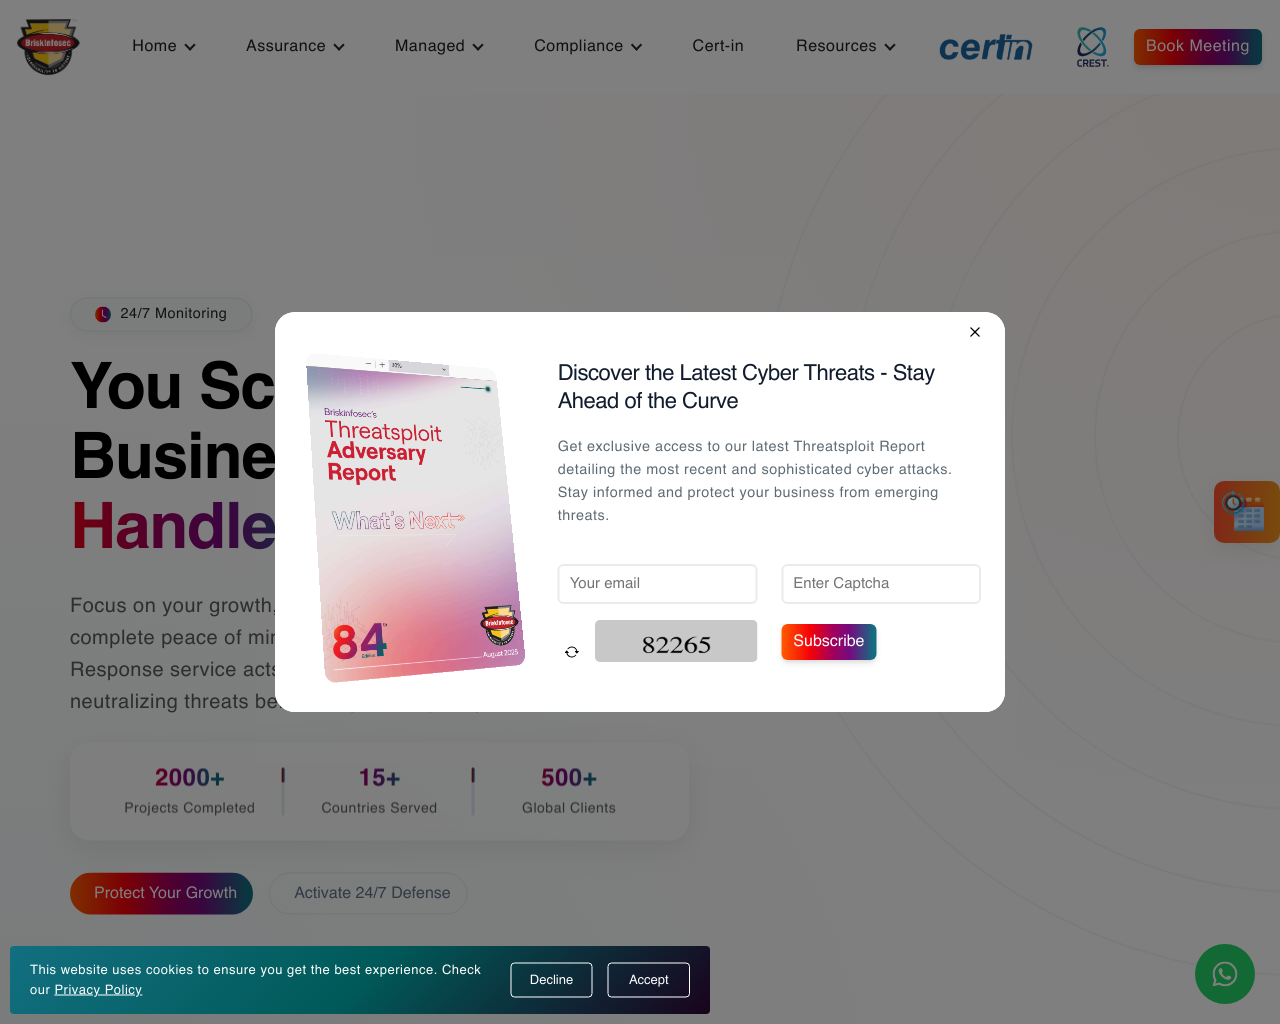 Briskinfosec
Home
Assurance
Managed
Compliance
Cert-in
Resources
certin
CREST.
Book Meeting
24/7 Monitoring
You Sc
Busine
Handle
Focus on your growth,
complete peace of mi
Response service acts
neutralizing threats be
2000+
Projects Completed
15+
Countries Served
500+
Global Clients
Protect Your Growth
Activate 24/7 Defense
Briskinfosec's
Threatsploit
Adversary
Report
What's Next
84th
Edition
Briskinfosec
August 2025
Discover the Latest Cyber Threats - Stay
Ahead of the Curve
Get exclusive access to our latest Threatsploit Report
detailing the most recent and sophisticated cyber attacks.
Stay informed and protect your business from emerging
threats.
Your email
Enter Captcha
82265
Subscribe
This website uses cookies to ensure you get the best experience. Check
our Privacy Policy
Decline
Accept